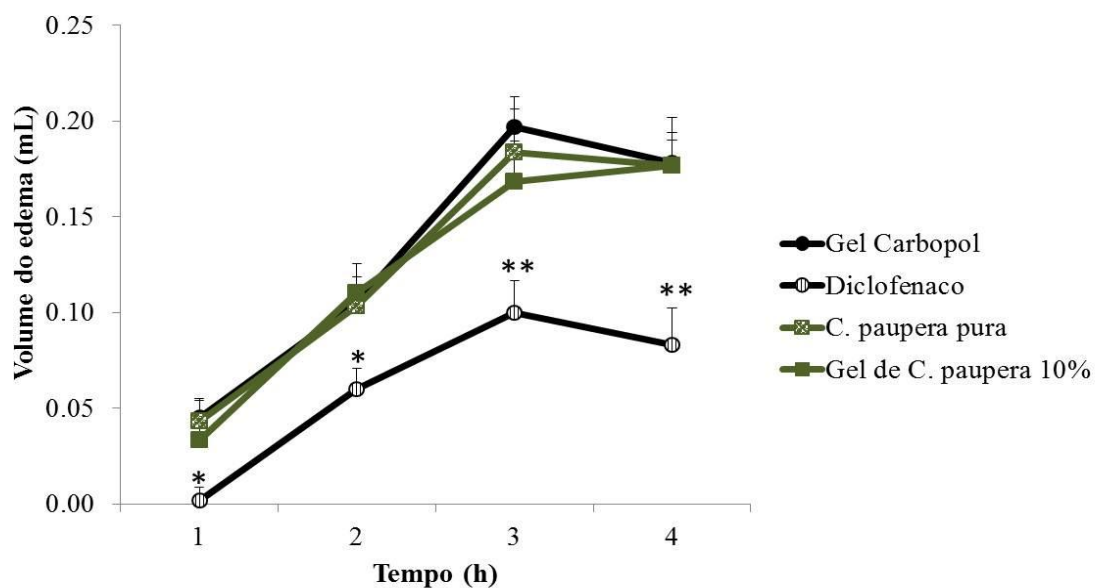 0.25
0.20
0.15
0.10
0.05
0.00
Volume do edema (mL)
*
*
**
**
1 2 3 4
Tempo (h)
Gel Carbopol
Diclofenaco
C. paupera pura
Gel de C. paupera 10%